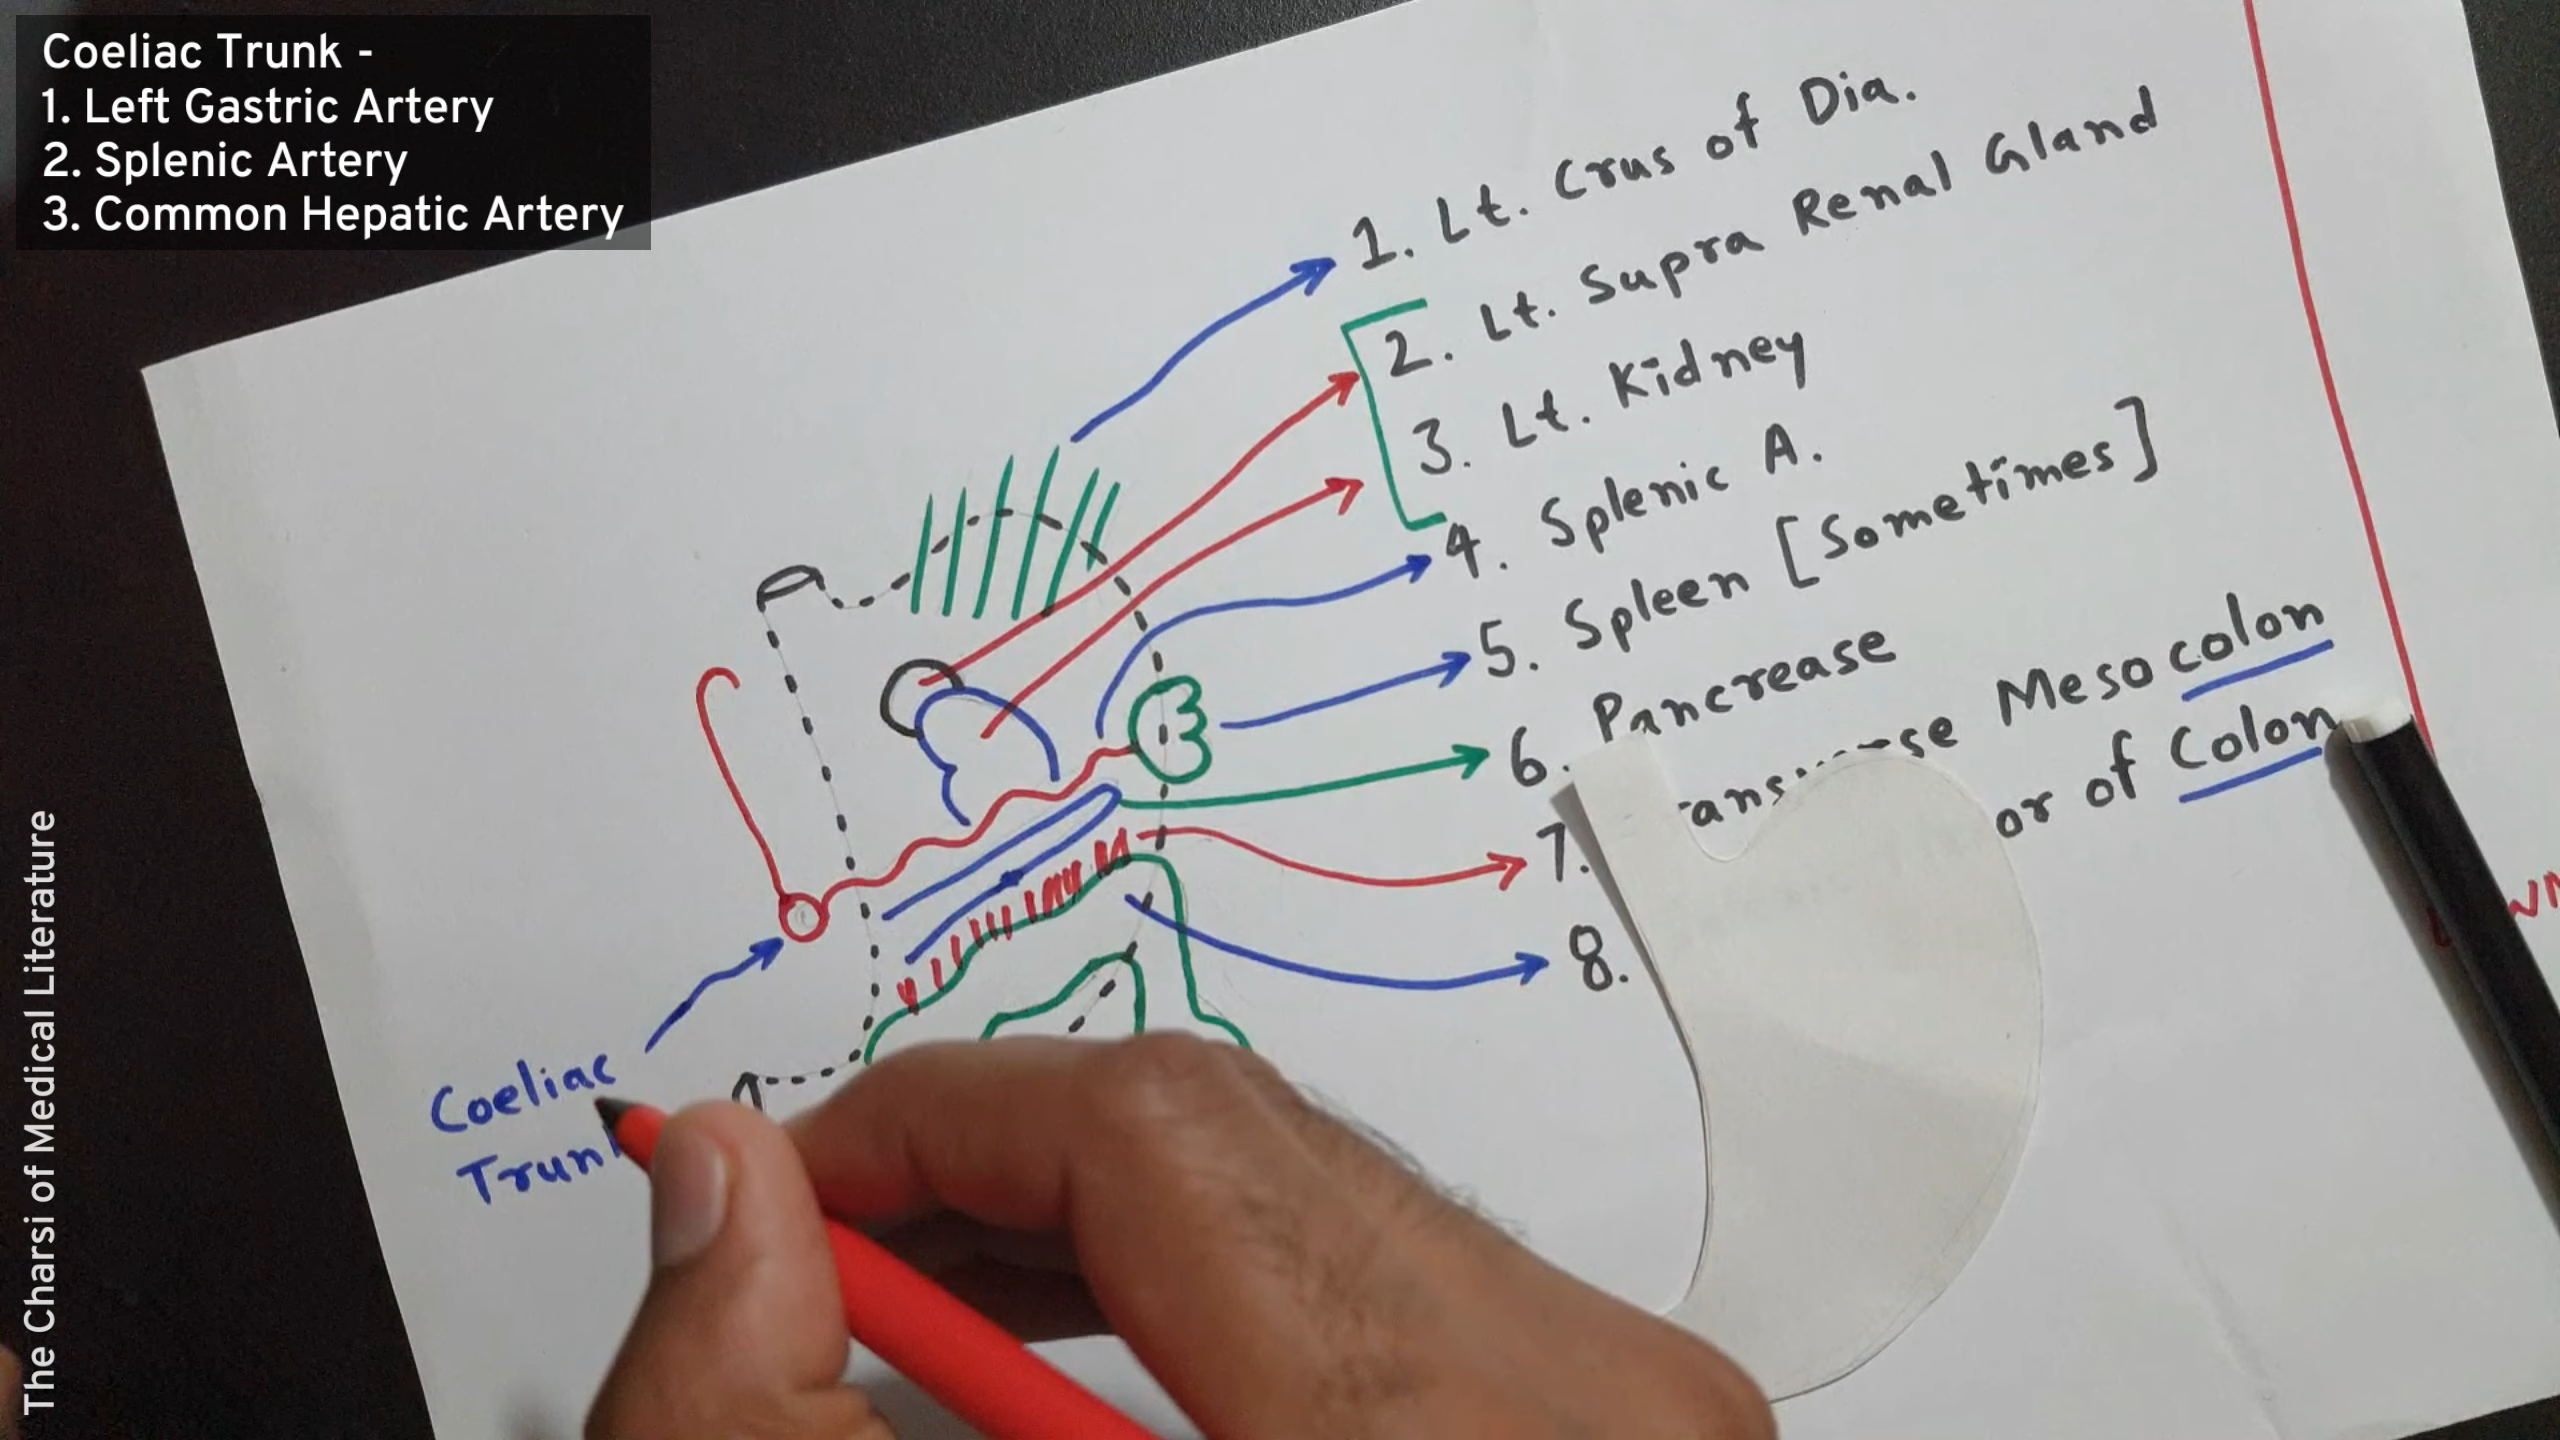 Coeliac Trunk -
1. Left Gastric Artery
2. Splenic Artery
3. Common Hepatic Artery
1. Lt. Crus of Dia.
2. Lt. Supra Renal Gland
3. Lt. Kidney
4. Splenic A.
5. Spleen [Sometimes]
6. Pancrease
7. Meso colon
8. of Colon
Coeliac
The Charsi of Medical Literature